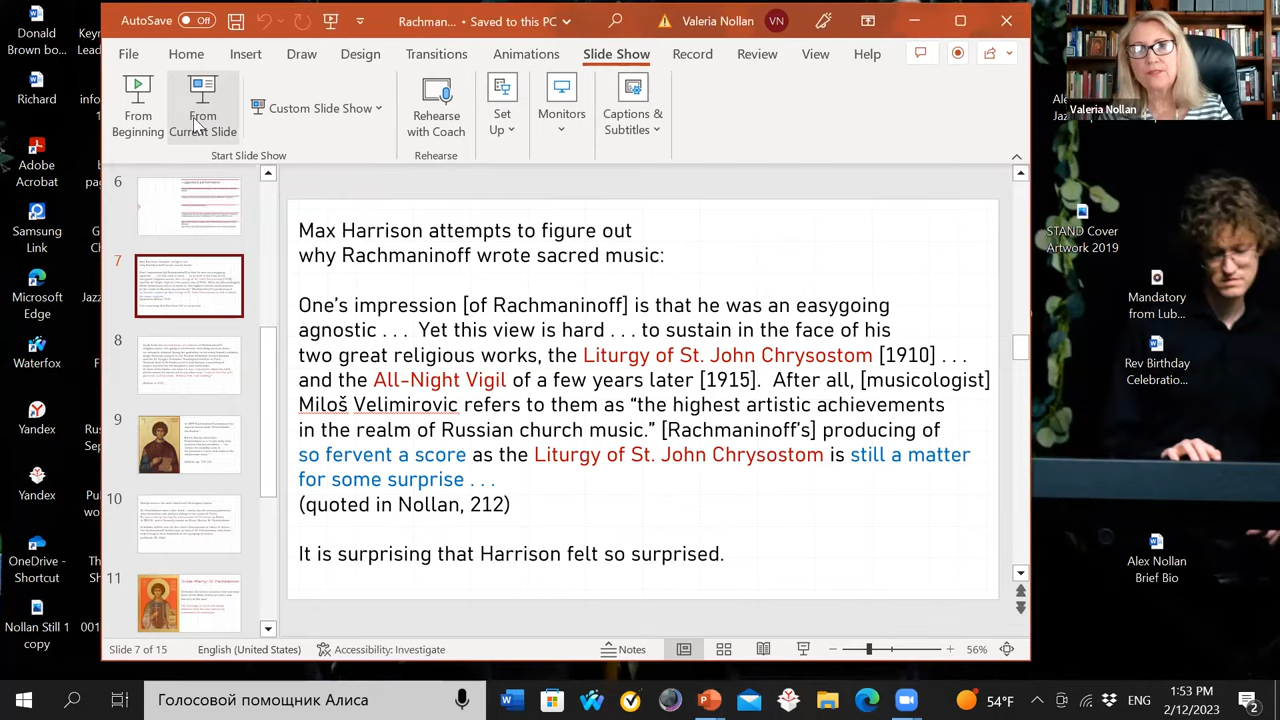 AutoSave
Off
Rachman... • Saved to this PC
Valeria Nollan
VN
File
Home
Insert
Draw
Design
Transitions
Animations
Slide Show
Record
Review
View
Help
From
Beginning
From
Current Slide
Custom Slide Show
Rehearse
with Coach
Set
Up
Monitors
Captions &
Subtitles
Start Slide Show
Rehearse
6
7
8
9
10
11
Max Harrison attempts to figure out
why Rachmaninoff wrote sacred music:
One's impression [of Rachmaninoff] is that he was an easygoing
agnostic . . . Yet this view is hard . . . to sustain in the face of his
two great religious works, the Liturgy of St. John Chrysostom [1910] . . .
and the All-Night Vigil of a few years later [1915]. After all, [musicologist]
Miloš Velimirovic refers to them as “the highest artistic achievements
in the realm of Russian church music.” [Rachmaninoff's] producing of
so fervent a score as the Liturgy of St. John Chrysostom is still a matter
for some surprise . . .
(quoted in Nollan, 212)
It is surprising that Harrison felt so surprised.
Slide 7 of 15
English (United States)
Accessibility: Investigate
Notes
56%
Donald
Brown bo...
Richard
Adobe
Acrobat
Samsung
Link
Microsoft
Edge
Waterfox
Yandex
Yandex
OneDrive -
Shortcut
Nollan Still 1
copy
Valeria Nollan
STAND Cover
Artwork 2019
Mandatory
from Lub...
Rev Birthday
Celebratio...
Alex Nollan
Brief Bio
Голосовой помощник Алиса
54°F
ENG
1:53 PM
2/12/2023
2